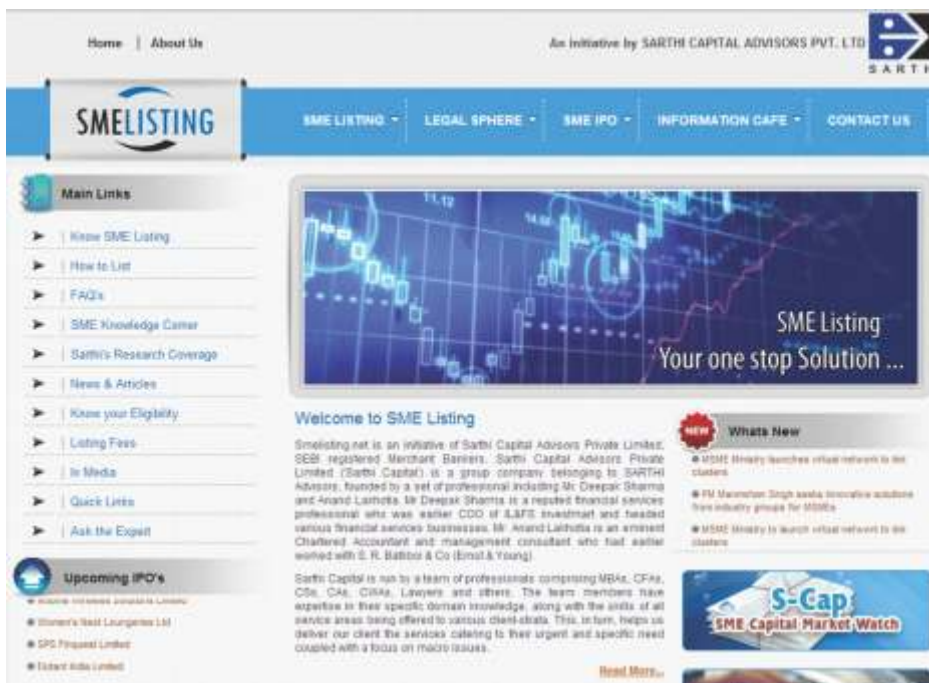 Home | About Us
An initiative by SARTHI CAPITAL ADVISORS PVT. LTD
SARTHI
SMELISTING
SME LISTING
LEGAL SPHERE
SME IPO
INFORMATION CAFE
CONTACT US
Main Links
Know SME Listing
How to List
FAQ's
SME Knowledge Carner
Sarthi's Research Coverage
News & Articles
Know your Eligibility
Listing Fees
In Media
Quick Links
Ask the Expert
Upcoming IPO's
Women's Next Loungeries Ltd
SPS Finquest Limited
Limited
11.12
SME Listing
Your one stop Solution ...
Welcome to SME Listing
Smelisting.net is an initiative of Sarthi Capital Advisors Private Limited,
SEBI registered Merchant Bankers. Sarthi Capital Advisors Private
Limited ('Sarthi Capital') is a group company belonging to SARTHI
Advisors, founded by a set of professional including Mr. Deepak Sharma
and Anand Lakhotia. Mr Deepak Sharma is a reputed financial services
professional who was earlier COO of IL&FS Investmart and headed
various financial services businesses. Mr. Anand Lakhotia is an eminent
Chartered Accountant and management consultant who had earlier
worked with S. R. Batliboi & Co (Ernst & Young)
Sarthi Capital is run by a team of professionals comprising MBAs, CFAs,
CSs, CAs, CWAs, Lawyers and others. The team members have
expertise in their specific domain knowledge, along with the skills of all
service areas being offered to various client-strata. This, in turn, helps us
deliver our client the services catering to their urgent and specific need
coupled with a focus on macro issues.
Read More..
NEW
Whats New
MSME Ministry launches virtual network to link
clusters
PM Manmohan Singh seeks innovative solutions
from industry groups for MSMEs
MSME Ministry to launch virtual network to link
clusters
S-Cap
SME Capital Market Watch